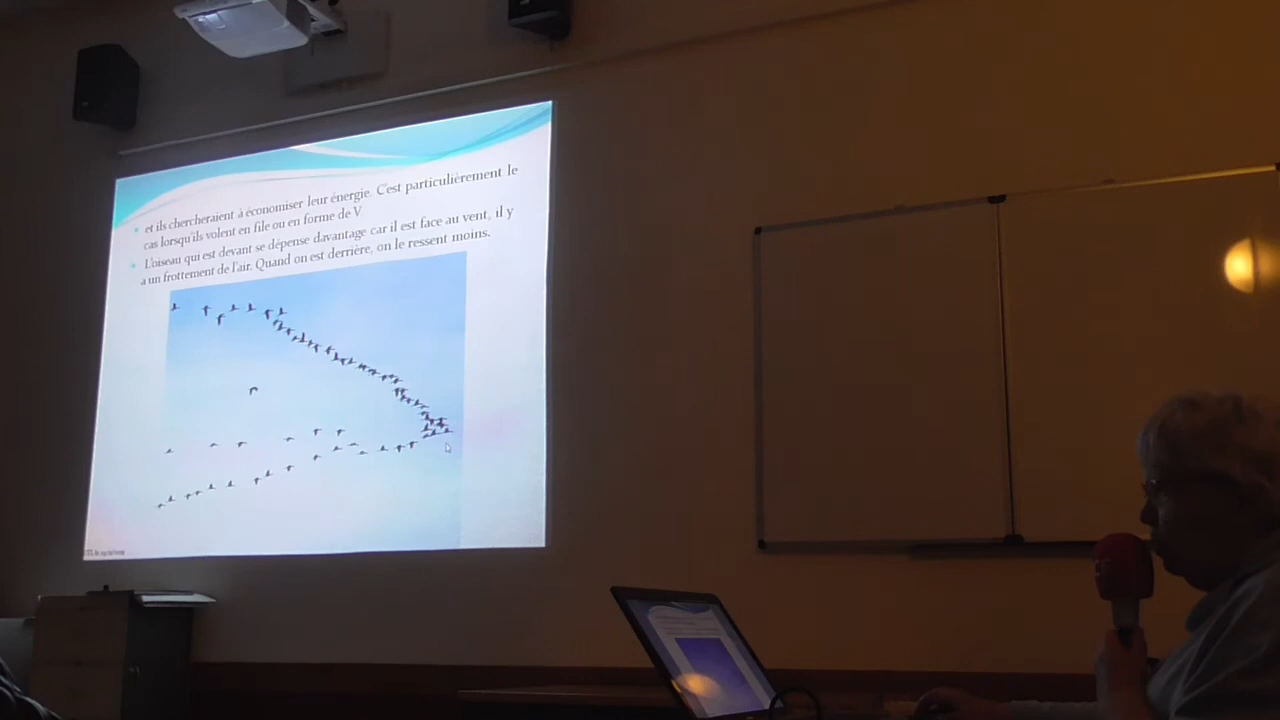 et ils chercheraient à économiser leur énergie. C'est particulièrement le
cas lorsqu'ils volent en file ou en forme de V
L'oiseau qui est devant se dépense davantage car il est face au vent, il y
a un frottement de l'air. Quand on est derrière, on le ressent moins.